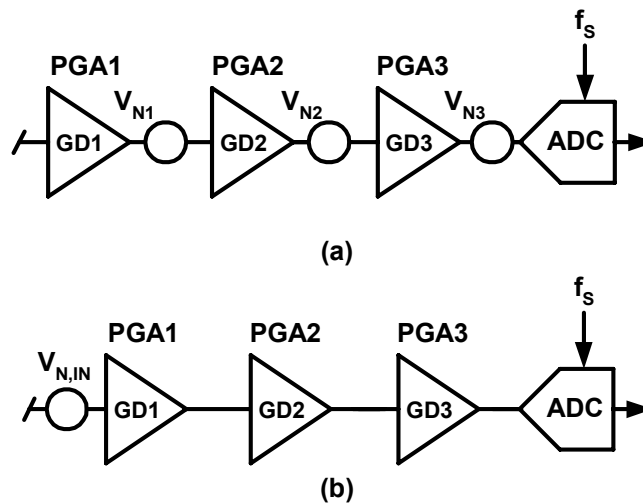 f_S
PGA1 PGA2 PGA3
V_N1 V_N2 V_N3
GD1 GD2 GD3 ADC
(a)
f_S
PGA1 PGA2 PGA3
V_N,IN
GD1 GD2 GD3 ADC
(b)